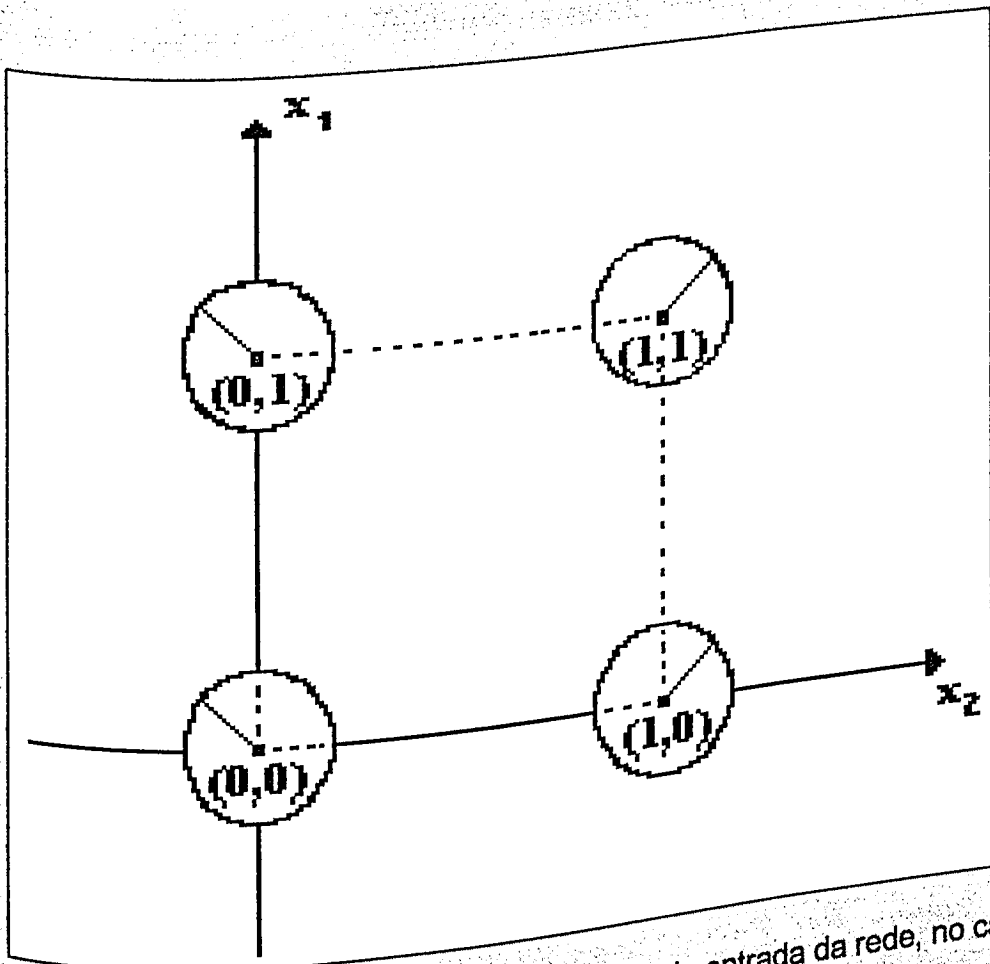 x1
(0,1)
(1,1)
(0,0)
(1,0)
x2
entrada da rede, no